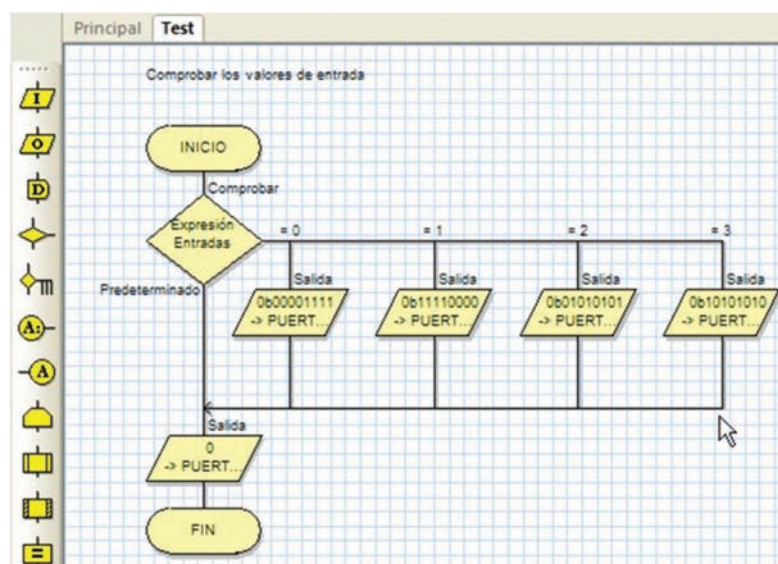 Principal Test
Comprobar los valores de entrada
I
O
D
A:
A
=
INICIO
Comprobar
Expresión
Entradas
= 0
= 1
= 2
= 3
Predeterminado
Salida
0b00001111
-> PUERT...
Salida
0b11110000
-> PUERT...
Salida
0b01010101
-> PUERT...
Salida
0b10101010
-> PUERT...
Salida
0
-> PUERT...
FIN